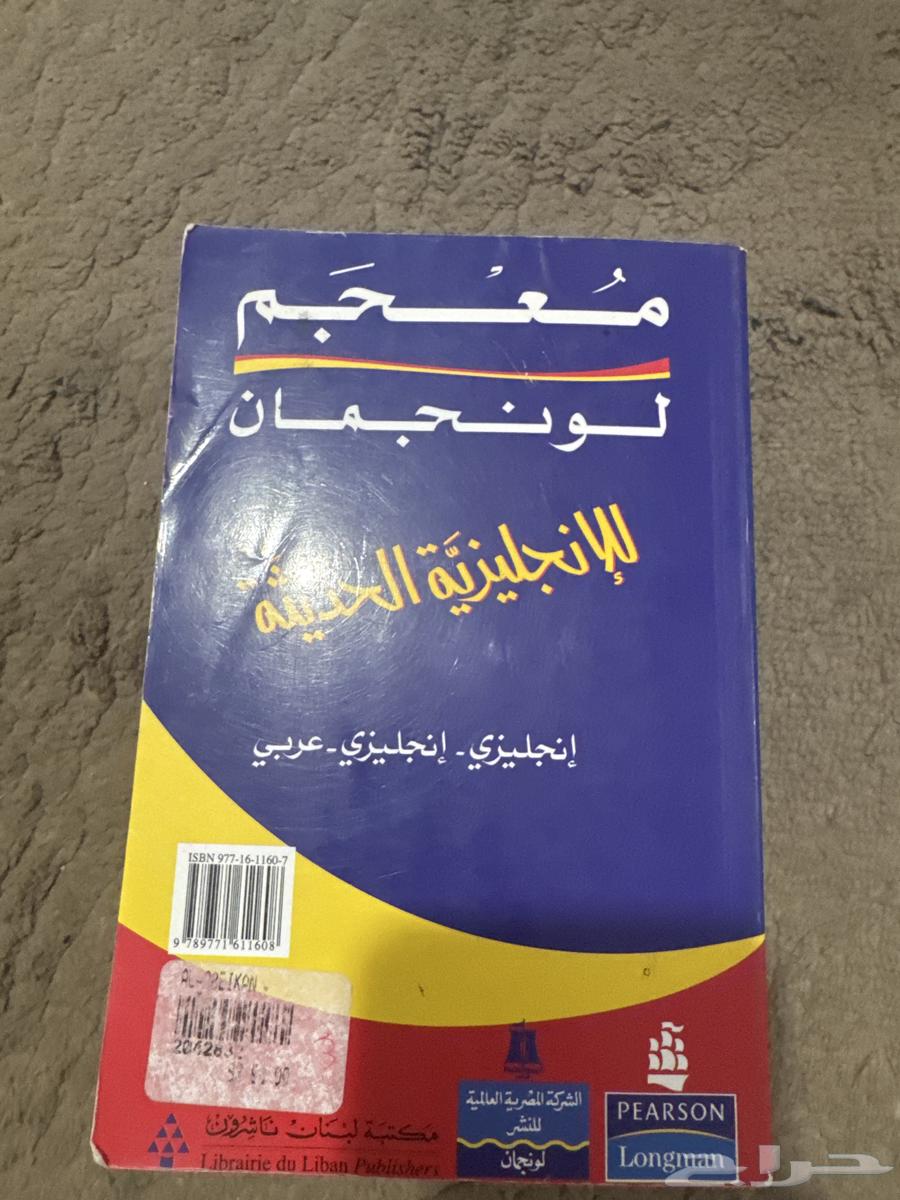 مُعْجَم
لونجمان
للإنجليزيَّة الحديثة
إنجليزي - إنجليزي - عربي
ISBN 977-16-1160-7
9 789771 611608
204263
الشركة المصرية العالمية
للنشر
لونجمان
PEARSON
Longman
مكتبة لبنان ناشرون
Librairie du Liban Publishers
حراج